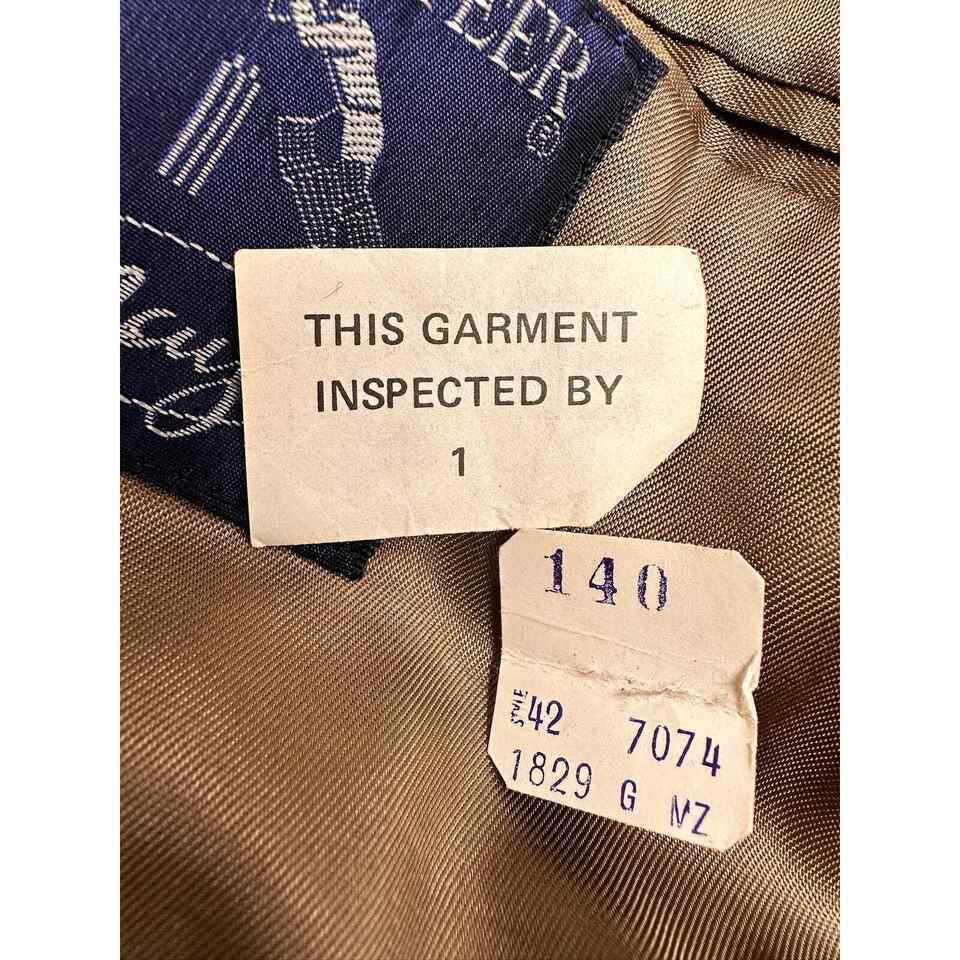 EER©
THIS GARMENT
INSPECTED BY
1
140
STYLE 42 7074
1829 G MZ